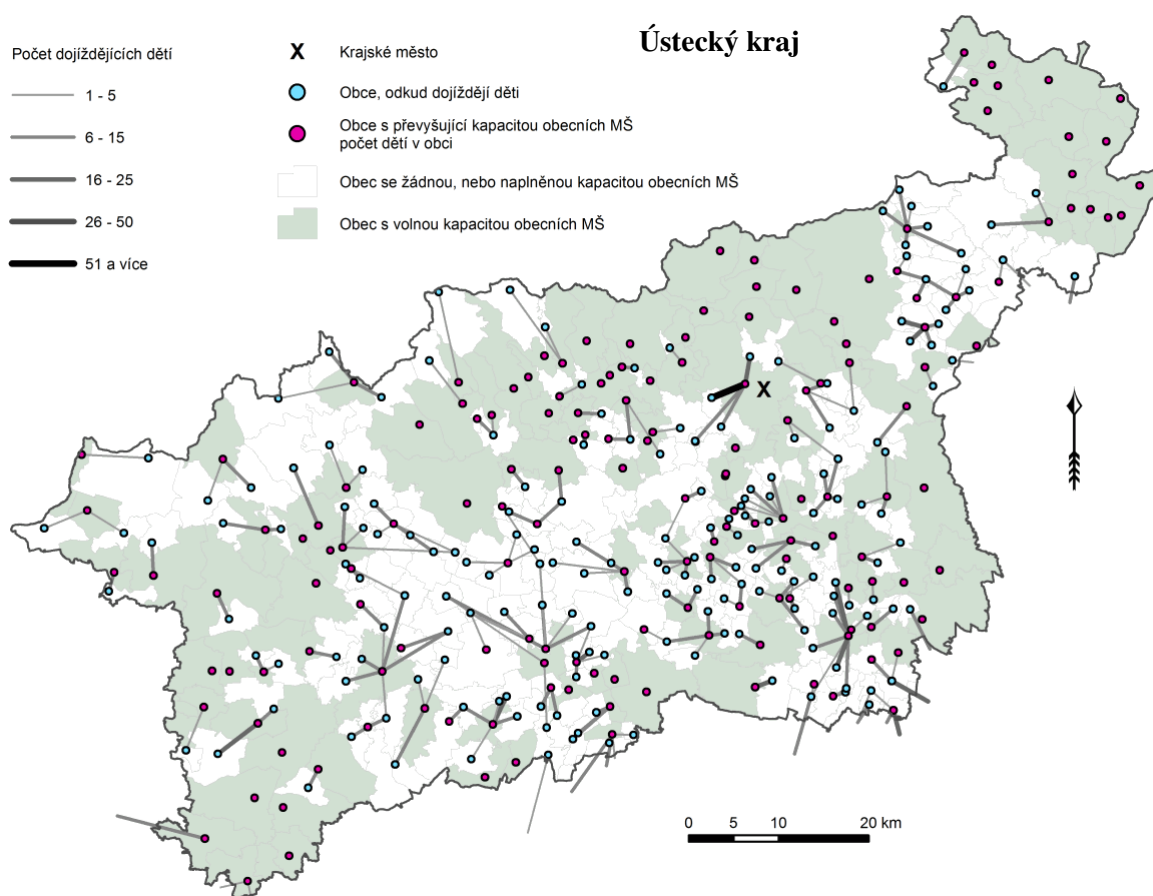 Ústecký kraj
Počet dojíždějících dětí
1 - 5
6 - 15
16 - 25
26 - 50
51 a více
X Krajské město
Obce, odkud dojíždějí děti
Obce s převyšující kapacitou obecních MŠ
počet dětí v obci
Obec se žádnou, nebo naplněnou kapacitou obecních MŠ
Obec s volnou kapacitou obecních MŠ
X
0 5 10 20 km